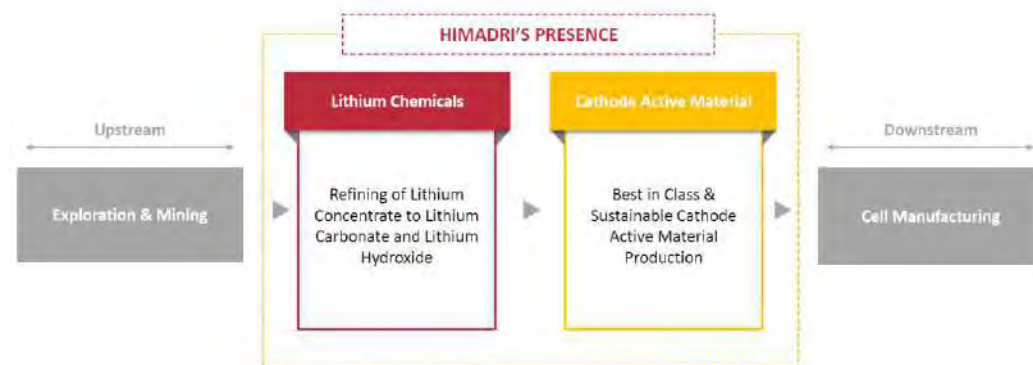 HIMADRI'S PRESENCE
Upstream
Exploration & Mining
Lithium Chemicals
Refining of Lithium
Concentrate to Lithium
Carbonate and Lithium
Hydroxide
Cathode Active Material
Best in Class &
Sustainable Cathode
Active Material
Production
Downstream
Cell Manufacturing